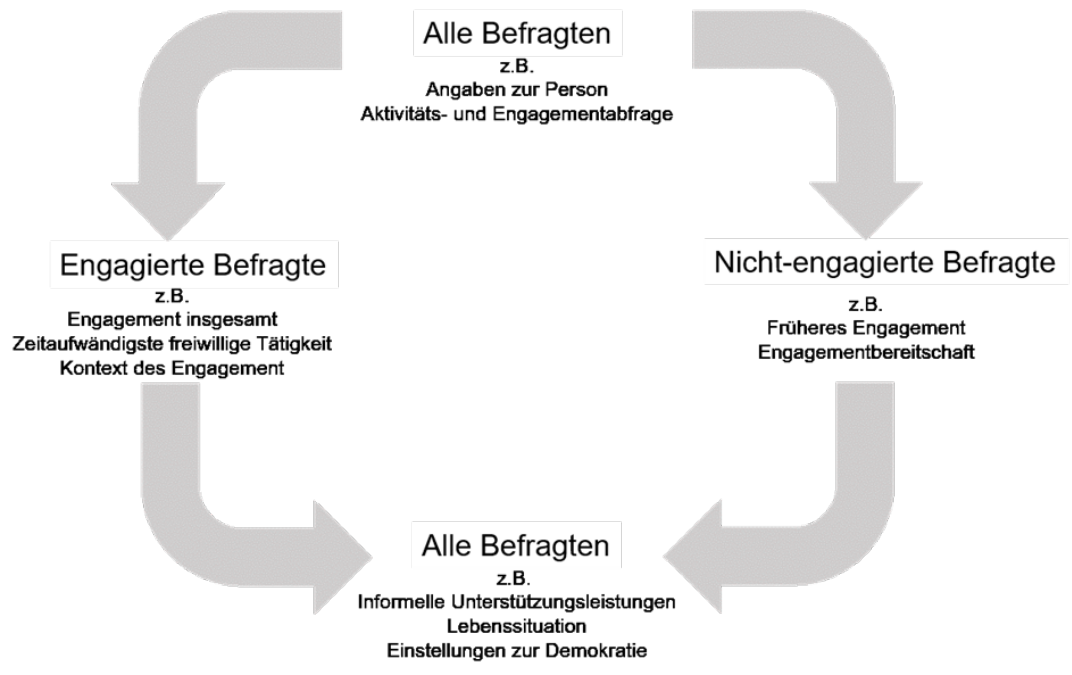 Alle Befragten
z.B.
Angaben zur Person
Aktivitäts- und Engagementabfrage
Engagierte Befragte
z.B.
Engagement insgesamt
Zeitaufwändigste freiwillige Tätigkeit
Kontext des Engagement
Nicht-engagierte Befragte
z.B.
Früheres Engagement
Engagementbereitschaft
Alle Befragten
z.B.
Informelle Unterstützungsleistungen
Lebenssituation
Einstellungen zur Demokratie